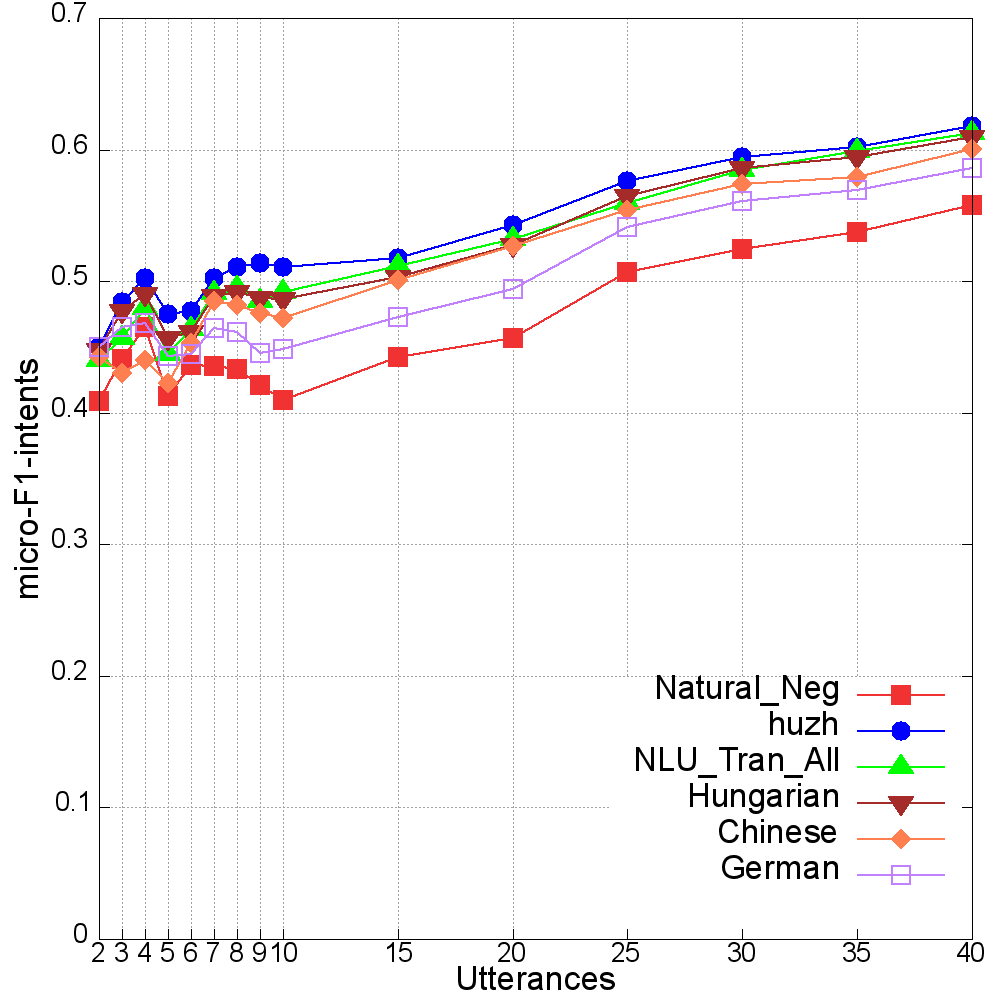 0.7
0.6
0.5
0.4
0.3
0.2
0.1
0
micro-F1-intents
2 3 4 5 6 7 8 9 10 15 20 25 30 35 40
Utterances
Natural_Neg
huzh
NLU_Tran_All
Hungarian
Chinese
German